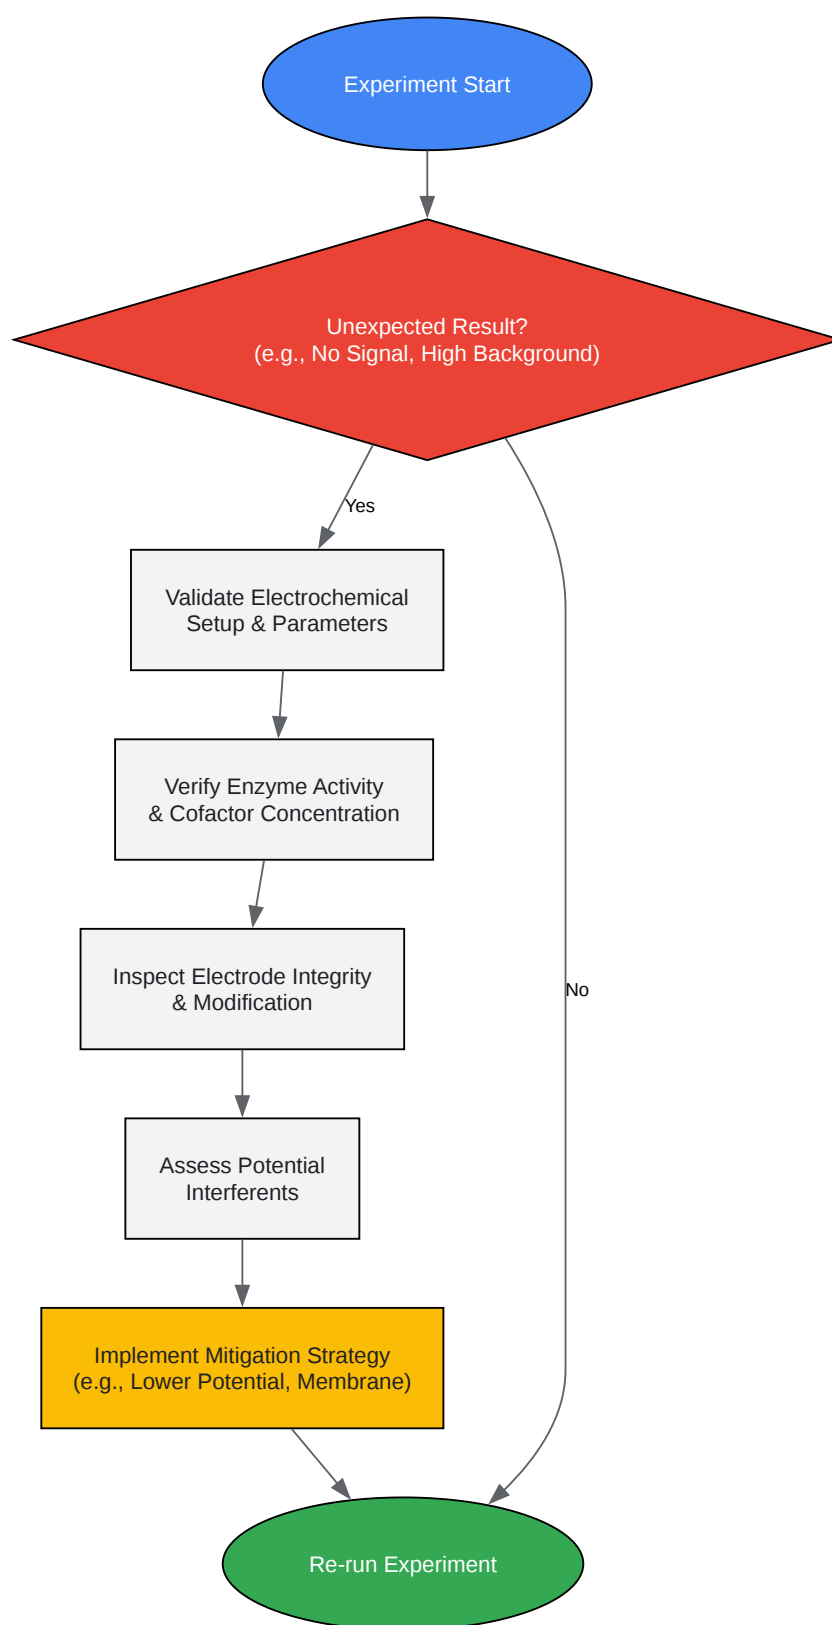 Experiment Start
Unexpected Result?
(e.g., No Signal, High Background)
Yes
Validate Electrochemical
Setup & Parameters
Verify Enzyme Activity
& Cofactor Concentration
Inspect Electrode Integrity
& Modification
No
Assess Potential
Interferents
Implement Mitigation Strategy
(e.g., Lower Potential, Membrane)
Re-run Experiment